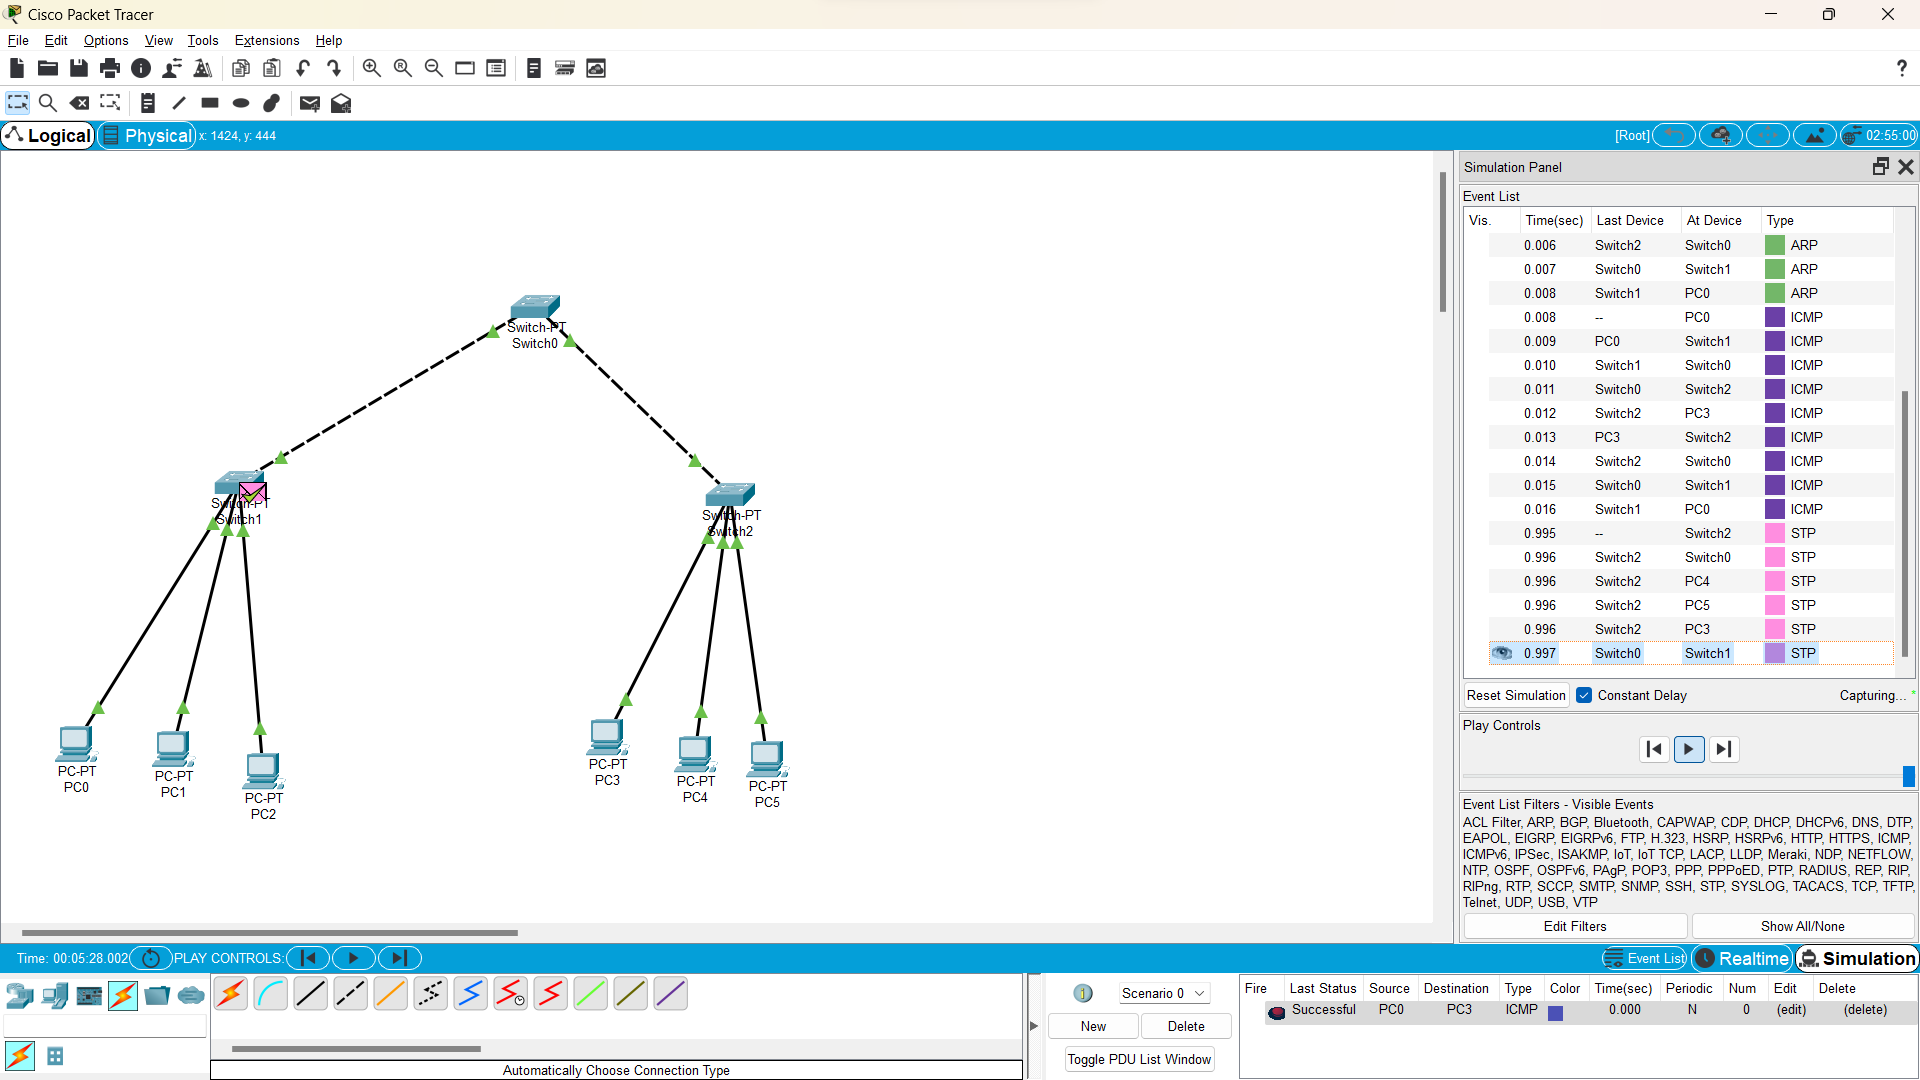 Cisco Packet Tracer
File Edit Options View Tools Extensions Help
?
Logical Physical x: 1424, y: 444 [Root] 02:55:00
Simulation Panel
Event List
Vis. Time(sec) Last Device At Device Type
0.006 Switch2 Switch0 ARP
0.007 Switch0 Switch1 ARP
0.008 Switch1 PC0 ARP
0.008 -- PC0 ICMP
0.009 PC0 Switch1 ICMP
0.010 Switch1 Switch0 ICMP
0.011 Switch0 Switch2 ICMP
0.012 Switch2 PC3 ICMP
0.013 PC3 Switch2 ICMP
0.014 Switch2 Switch0 ICMP
0.015 Switch0 Switch1 ICMP
0.016 Switch1 PC0 ICMP
0.995 -- Switch2 STP
0.996 Switch2 Switch0 STP
0.996 Switch2 PC4 STP
0.996 Switch2 PC5 STP
0.996 Switch2 PC3 STP
0.997 Switch0 Switch1 STP
Reset Simulation Constant Delay Capturing... *
Play Controls
Event List Filters - Visible Events
ACL Filter, ARP, BGP, Bluetooth, CAPWAP, CDP, DHCP, DHCPv6, DNS, DTP,
EAPOL, EIGRP, EIGRPv6, FTP, H.323, HSRP, HSRPv6, HTTP, HTTPS, ICMP,
ICMPv6, IPSec, ISAKMP, IoT, IoT TCP, LACP, LLDP, Meraki, NDP, NETFLOW,
NTP, OSPF, OSPFv6, PAgP, POP3, PPP, PPPoED, PTP, RADIUS, REP, RIP,
RIPng, RTP, SCCP, SMTP, SNMP, SSH, STP, SYSLOG, TACACS, TCP, TFTP,
Telnet, UDP, USB, VTP
Edit Filters Show All/None
Switch-PT
Switch0
Switch-PT
Switch1
Switch-PT
Switch2
PC-PT
PC0
PC-PT
PC1
PC-PT
PC2
PC-PT
PC3
PC-PT
PC4
PC-PT
PC5
Time: 00:05:28.002 PLAY CONTROLS: Event List Realtime Simulation
Automatically Choose Connection Type
Scenario 0
New Delete
Toggle PDU List Window
Fire Last Status Source Destination Type Color Time(sec) Periodic Num Edit Delete
Successful PC0 PC3 ICMP 0.000 N 0 (edit) (delete)